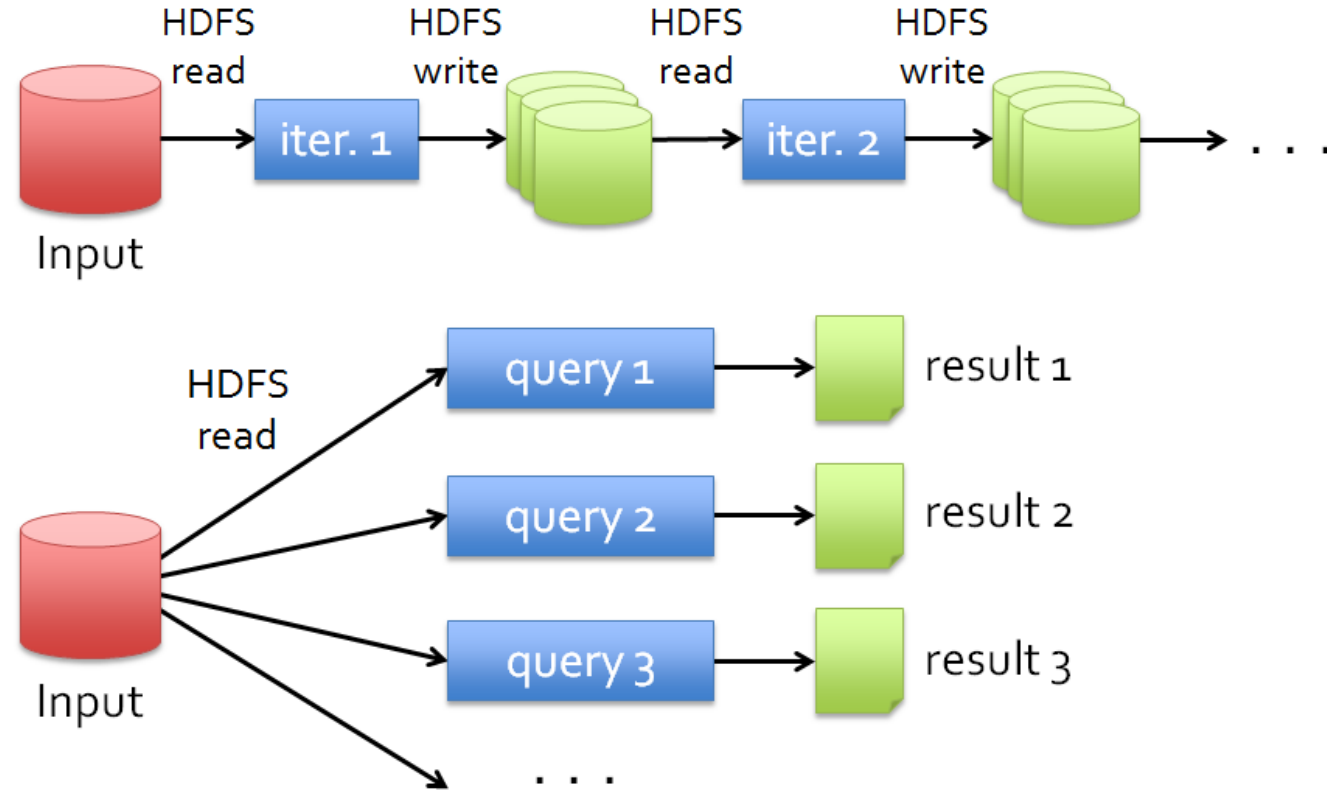 HDFS
read
HDFS
write
HDFS
read
HDFS
write
iter. 1
iter. 2
. . .
Input
HDFS
read
query 1
result 1
query 2
result 2
query 3
result 3
Input
. . .